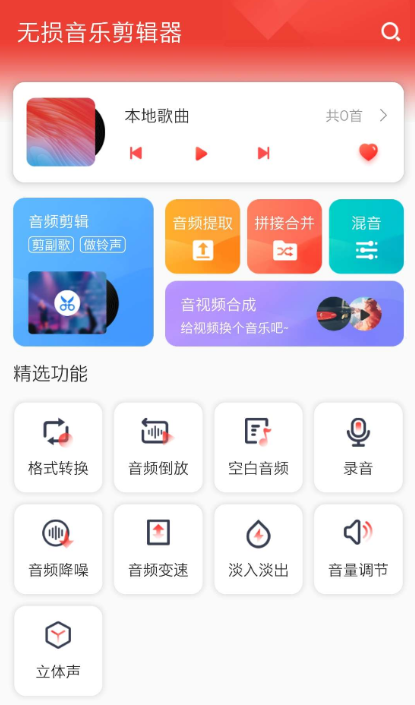 无损音乐剪辑器
本地歌曲
共0首
音频剪辑
剪副歌 做铃声
音频提取
拼接合并
混音
音视频合成
给视频换个音乐吧~
精选功能
格式转换
音频倒放
空白音频
录音
音频降噪
音频变速
淡入淡出
音量调节
立体声